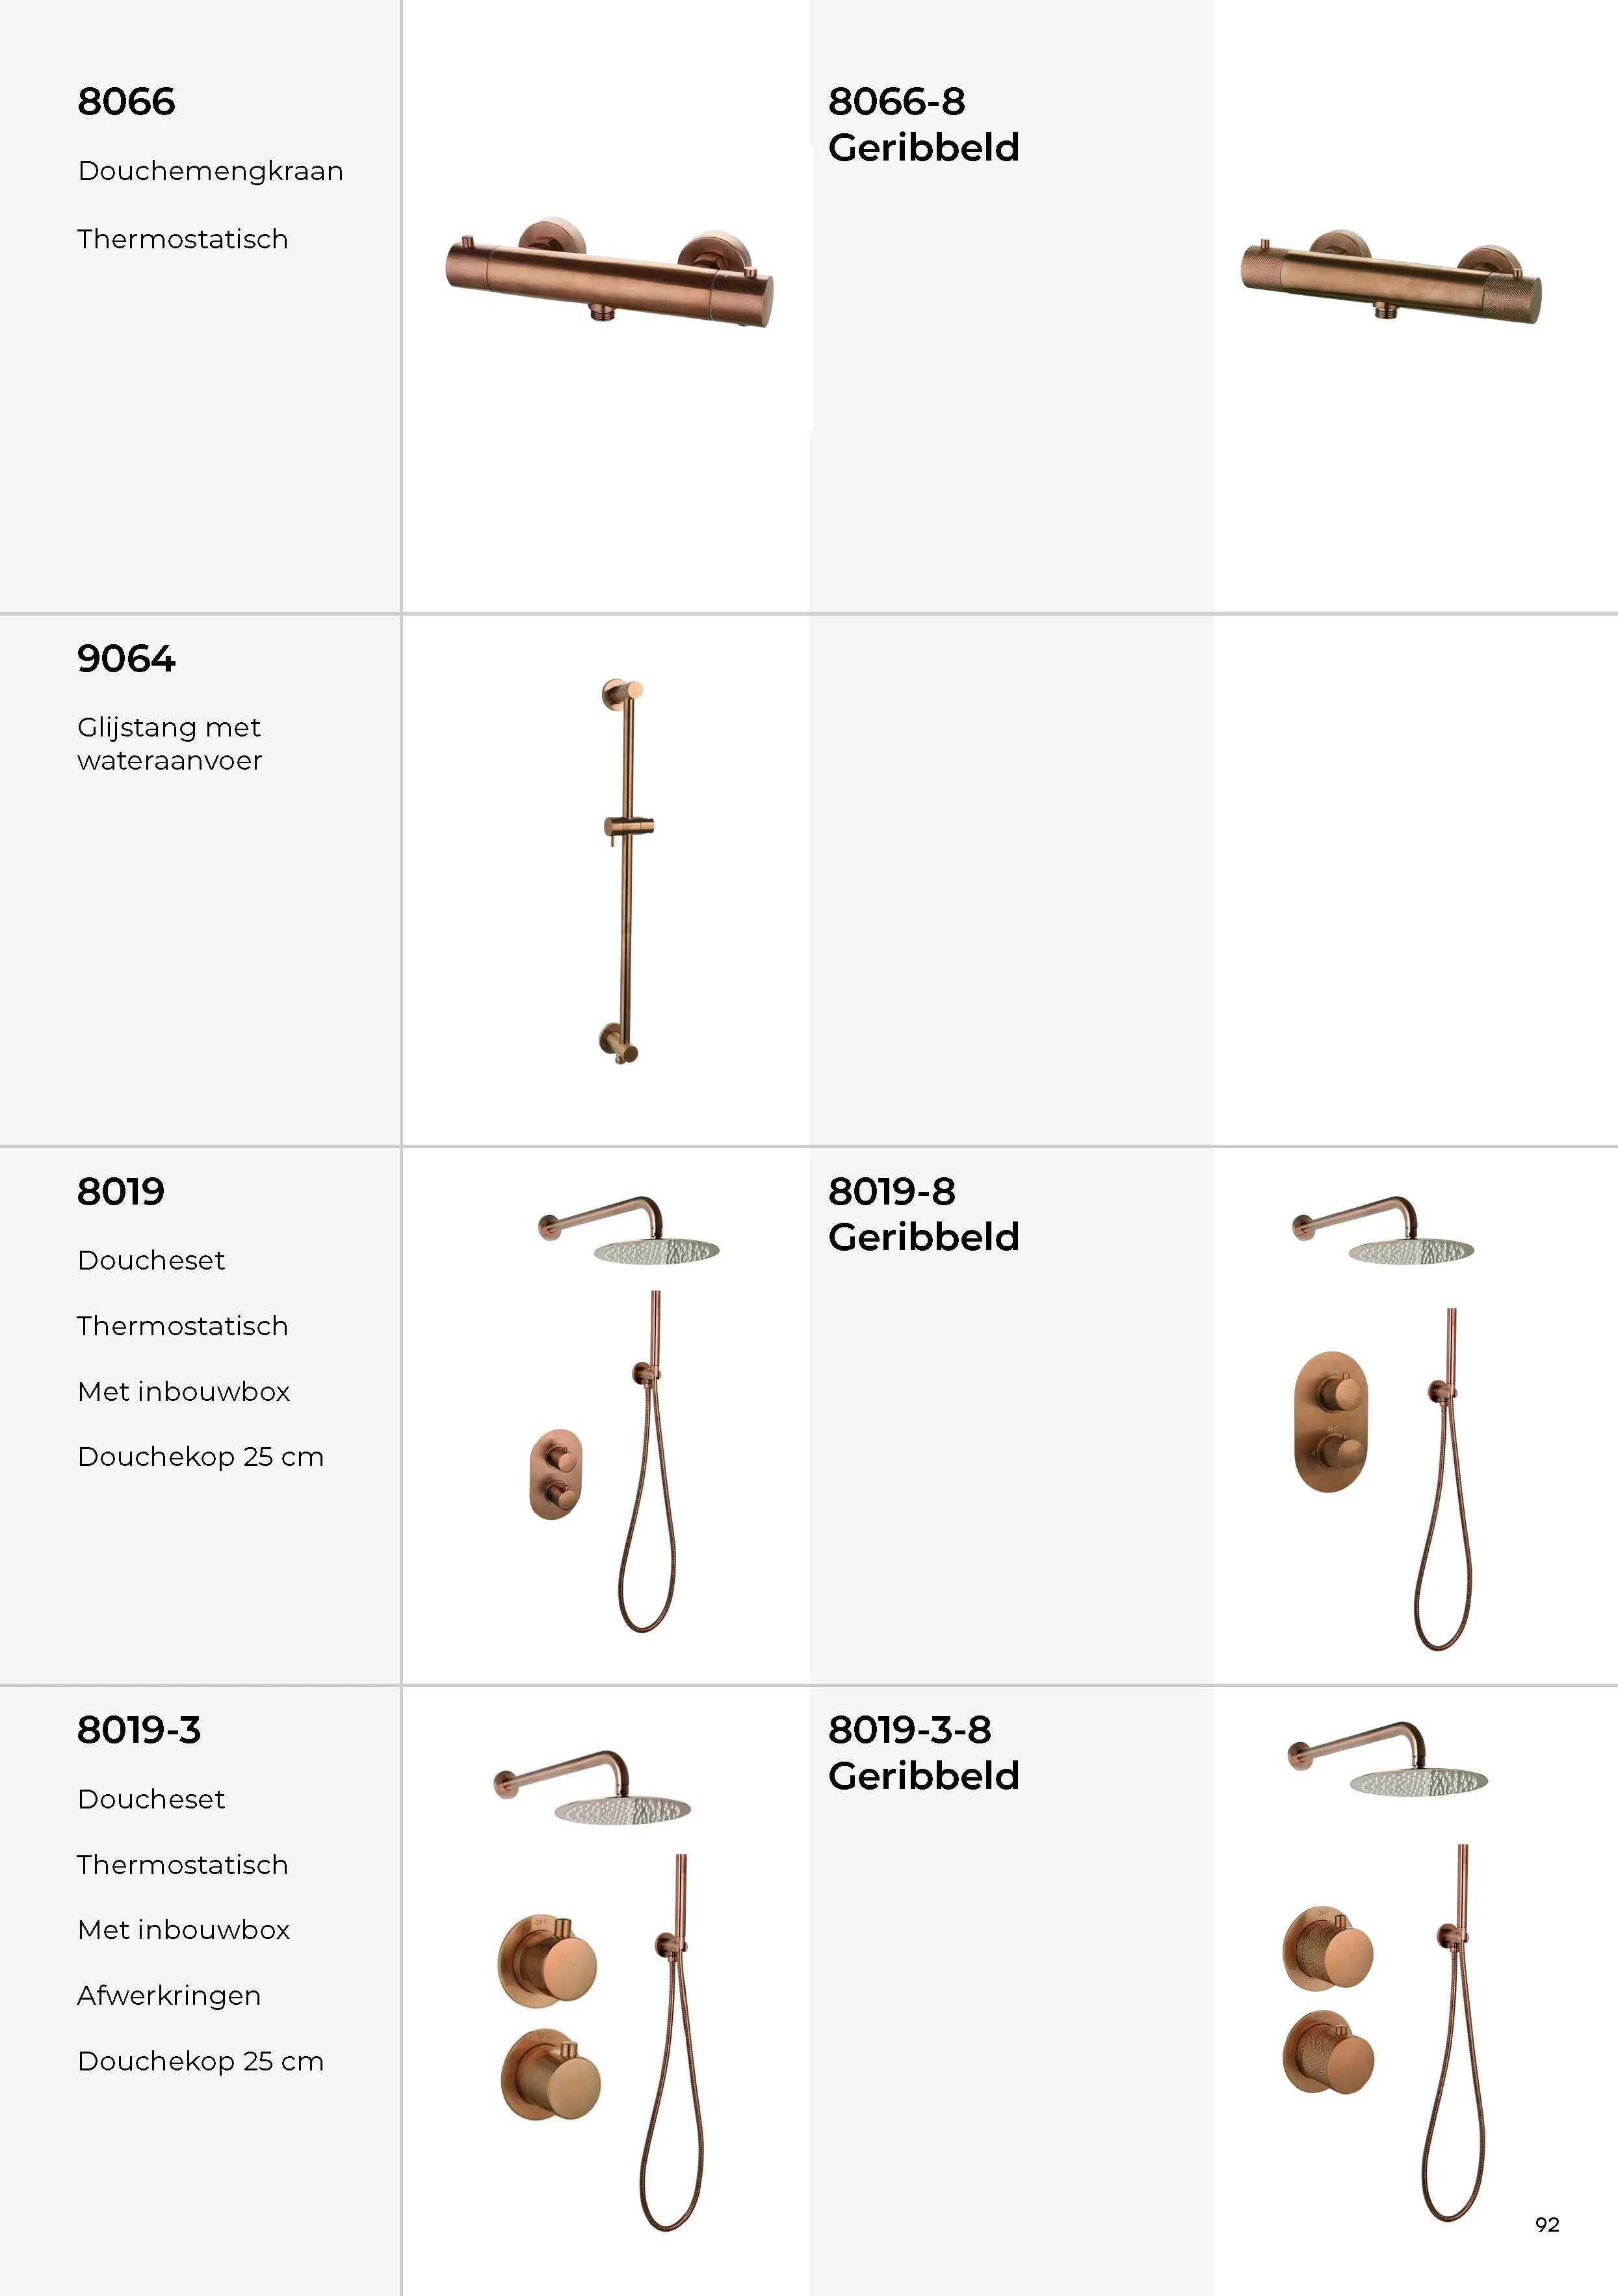 8066
Douchemengkraan
Thermostatisch
8066-8
Geribbeld
9064
Glijstang met
wateraanvoer
8019
Doucheset
Thermostatisch
Met inbouwbox
Douchekop 25 cm
8019-8
Geribbeld
8019-3
Doucheset
Thermostatisch
Met inbouwbox
Afwerkringen
Douchekop 25 cm
8019-3-8
Geribbeld
92